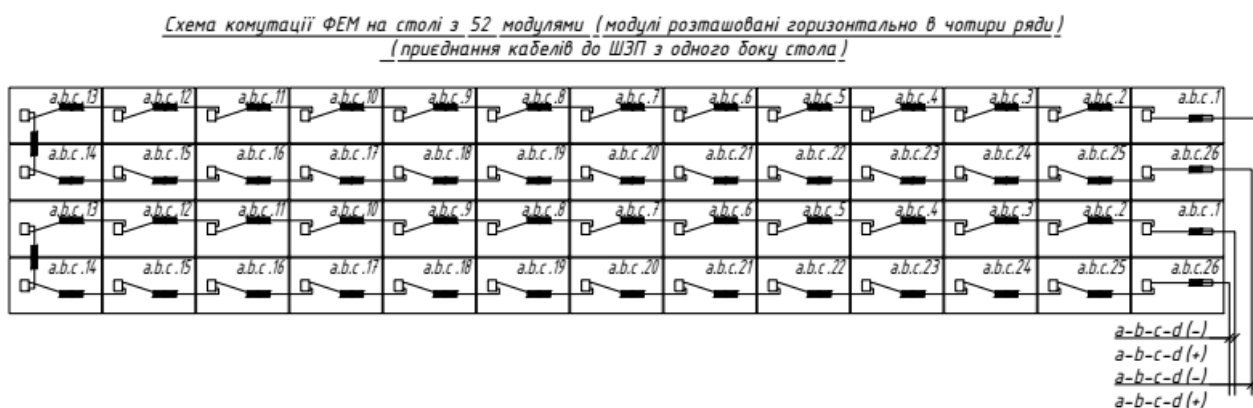 Схема комутації ФЕМ на столі з 52 модулями (модулі розташовані горизонтально в чотири ряди)
(приєднання кабелів до ШЗП з одного боку стола)
a.b.c .13 a.b.c .12 a.b.c .11 a.b.c .10 a.b.c .9 a.b.c .8 a.b.c .7 a.b.c .6 a.b.c .5 a.b.c .4 a.b.c .3 a.b.c .2 a.b.c .1
a.b.c .14 a.b.c .15 a.b.c .16 a.b.c .17 a.b.c .18 a.b.c .19 a.b.c .20 a.b.c.21 a.b.c .22 a.b.c.23 a.b.c.24 a.b.c.25 a.b.c.26
a.b.c .13 a.b.c .12 a.b.c .11 a.b.c .10 a.b.c .9 a.b.c .8 a.b.c .7 a.b.c .6 a.b.c .5 a.b.c .4 a.b.c .3 a.b.c .2 a.b.c .1
a.b.c .14 a.b.c .15 a.b.c .16 a.b.c .17 a.b.c .18 a.b.c .19 a.b.c .20 a.b.c.21 a.b.c .22 a.b.c.23 a.b.c.24 a.b.c.25 a.b.c.26
a-b-c-d (-)
a-b-c-d (+)
a-b-c-d (-)
a-b-c-d (+)